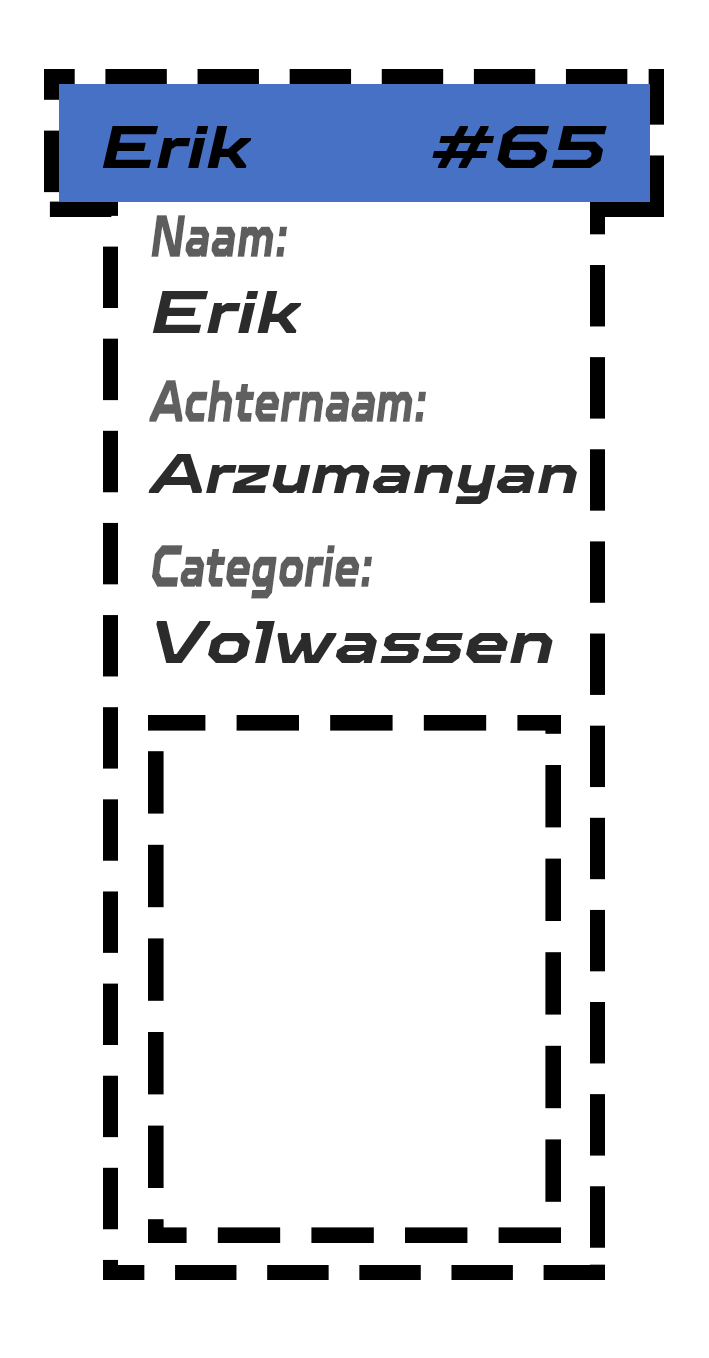 Erik #65
Naam:
Erik
Achternaam:
Arzumanyan
Categorie:
Volwassen